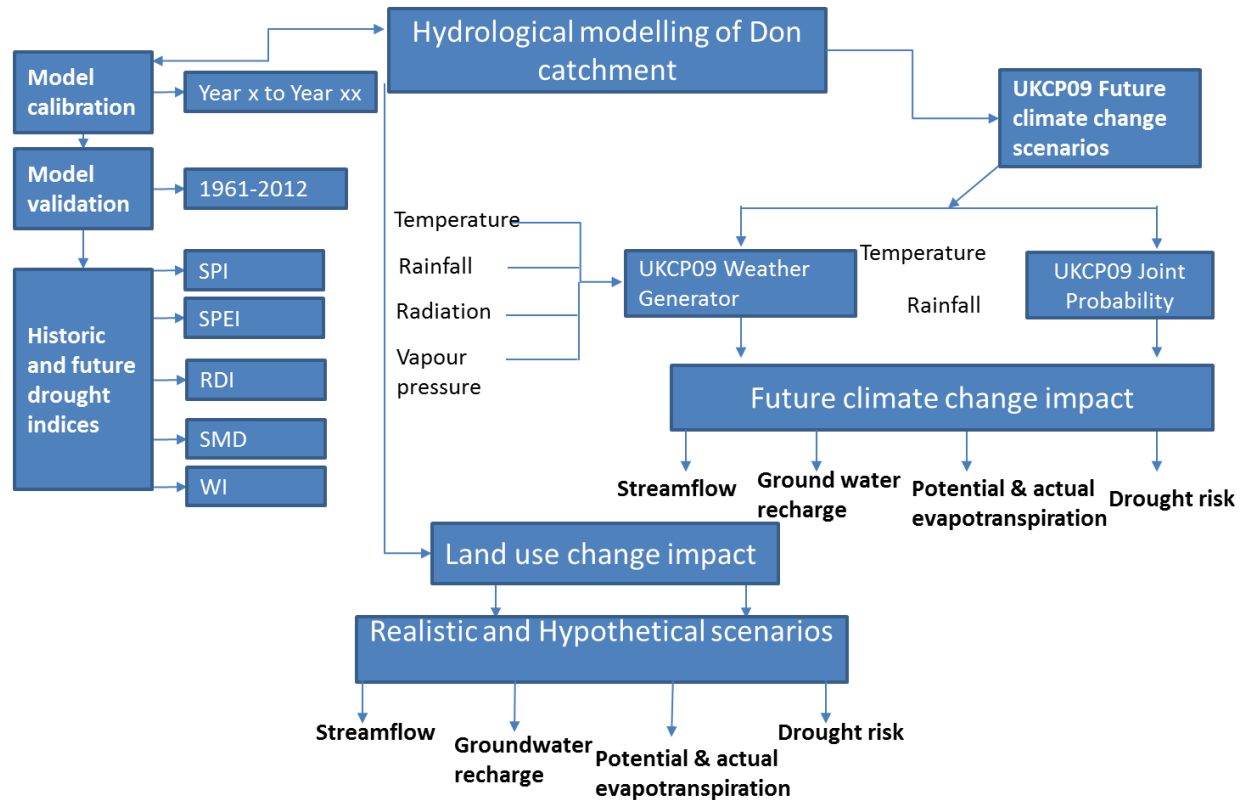 Hydrological modelling of Don
catchment
Model
calibration
Year x to Year xx
UKCP09 Future
climate change
scenarios
Model
validation
1961-2012
Temperature
Rainfall
Radiation
Vapour
pressure
UKCP09 Weather
Generator
Temperature
Rainfall
UKCP09 Joint
Probability
Historic
and future
drought
indices
SPI
SPEI
RDI
SMD
WI
Future climate change impact
Streamflow
Ground water
recharge
Potential & actual
evapotranspiration
Drought risk
Land use change impact
Realistic and Hypothetical scenarios
Streamflow
Groundwater
recharge
Potential & actual
evapotranspiration
Drought risk